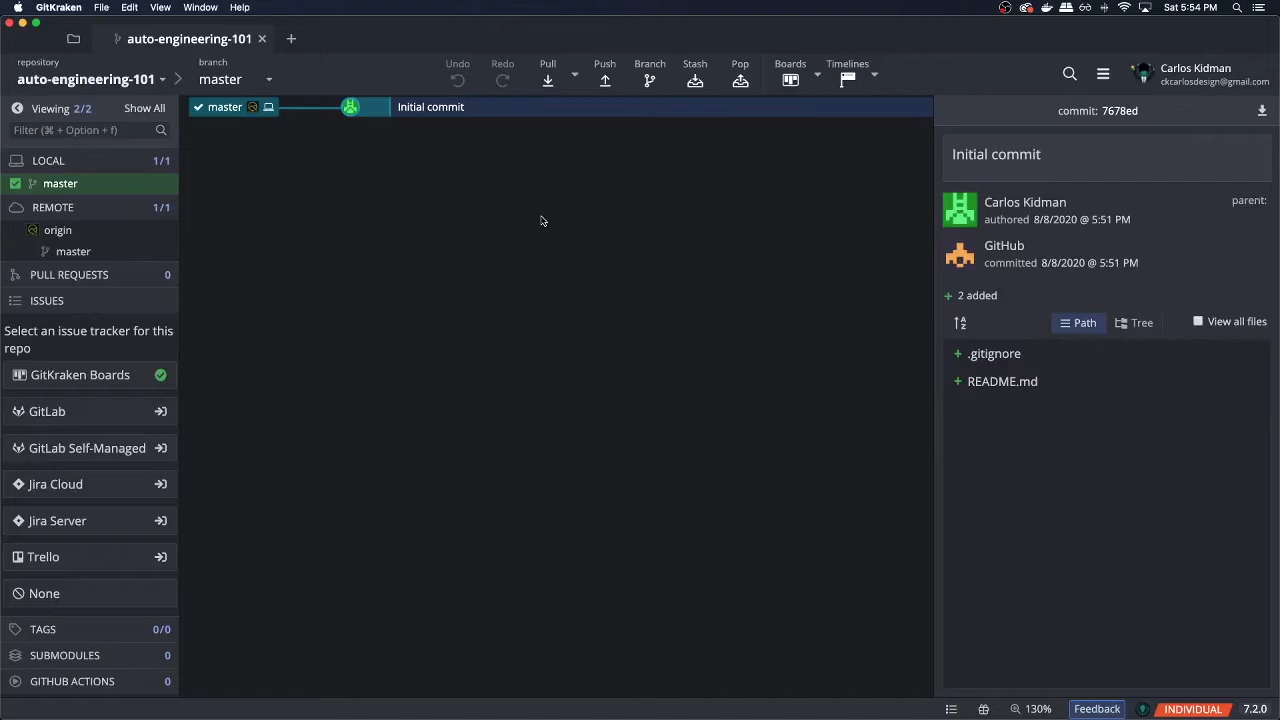 GitKraken File Edit View Window Help Sat 5:54 PM
auto-engineering-101
repository
auto-engineering-101
branch
master
Undo
Redo
Pull
Push
Branch
Stash
Pop
Boards
Timelines
Carlos Kidman
ckcarlosdesign@gmail.com
Viewing 2/2 Show All
Filter (⌘ + Option + f)
LOCAL 1/1
master
REMOTE 1/1
origin
master
PULL REQUESTS 0
ISSUES
Select an issue tracker for this
repo
GitKraken Boards
GitLab
GitLab Self-Managed
Jira Cloud
Jira Server
Trello
None
TAGS 0/0
SUBMODULES 0
GITHUB ACTIONS 0
master Initial commit
commit: 7678ed
Initial commit
Carlos Kidman parent:
authored 8/8/2020 @ 5:51 PM
GitHub
committed 8/8/2020 @ 5:51 PM
+ 2 added
Path Tree View all files
+ .gitignore
+ README.md
130% Feedback INDIVIDUAL 7.2.0